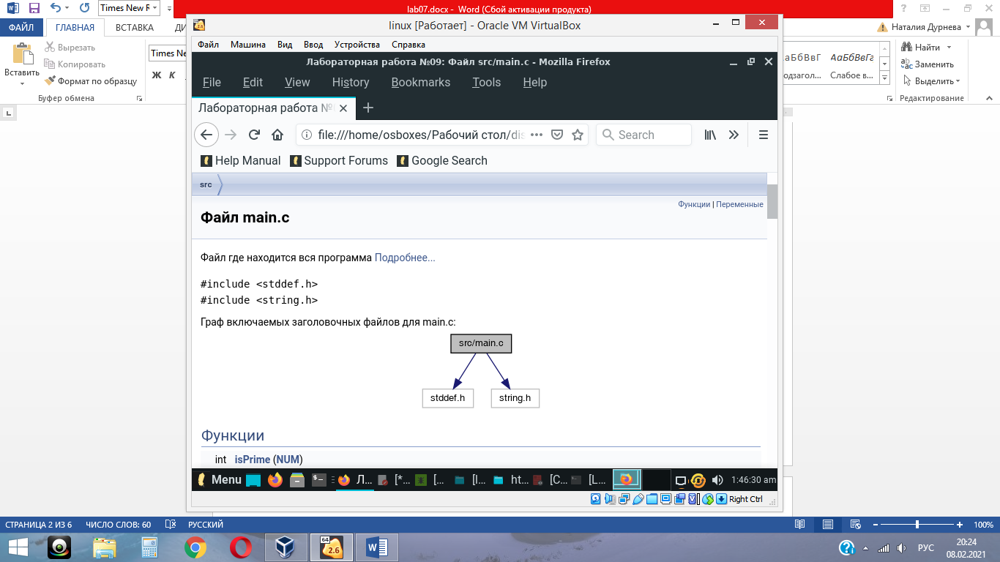 lab07.docx - Word (Сбой активации продукта)
Times New R
ФАЙЛ ГЛАВНАЯ ВСТАВКА
Наталия Дурнева
Вставить
Вырезать
Копировать
Формат по образцу
Буфер обмена
Times Ne
Ж К
linux [Работает] - Oracle VM VirtualBox
Файл Машина Вид Ввод Устройства Справка
Лабораторная работа №09: Файл src/main.c - Mozilla Firefox
File Edit View History Bookmarks Tools Help
Лабораторная работа №
file:///home/osboxes/Рабочий стол/dis
Search
Help Manual Support Forums Google Search
src
Функции | Переменные
Файл main.c
Файл где находится вся программа Подробнее...
#include <stddef.h>
#include <string.h>
Граф включаемых заголовочных файлов для main.c:
src/main.c
stddef.h string.h
Функции
int isPrime (NUM)
Menu Л... [*... [... [I... ht... [C... [L... 1:46:30 am
Right Ctrl
АаБбВвГг
Слабое в...
Найти
Заменить
Выделить
Редактирование
СТРАНИЦА 2 ИЗ 6 ЧИСЛО СЛОВ: 60 РУССКИЙ 100%
64
2.6
РУС
20:24
08.02.2021